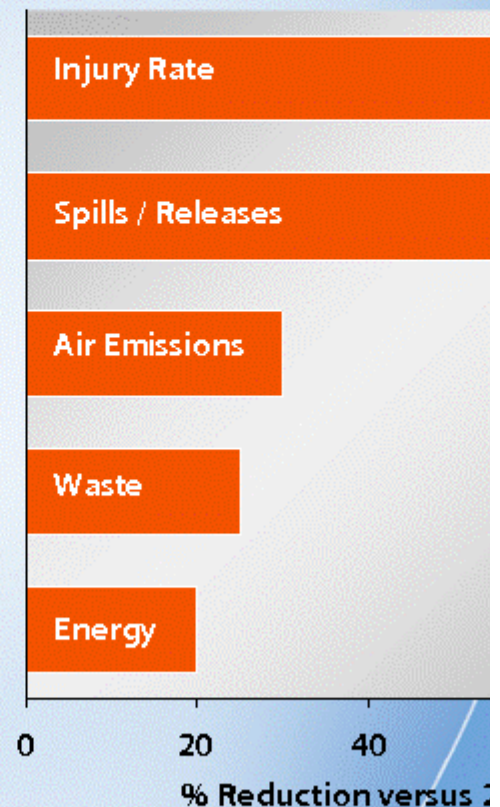 Injury Rate
Spills / Releases
Air Emissions
Waste
Energy
0 20 40
% Reduction versus